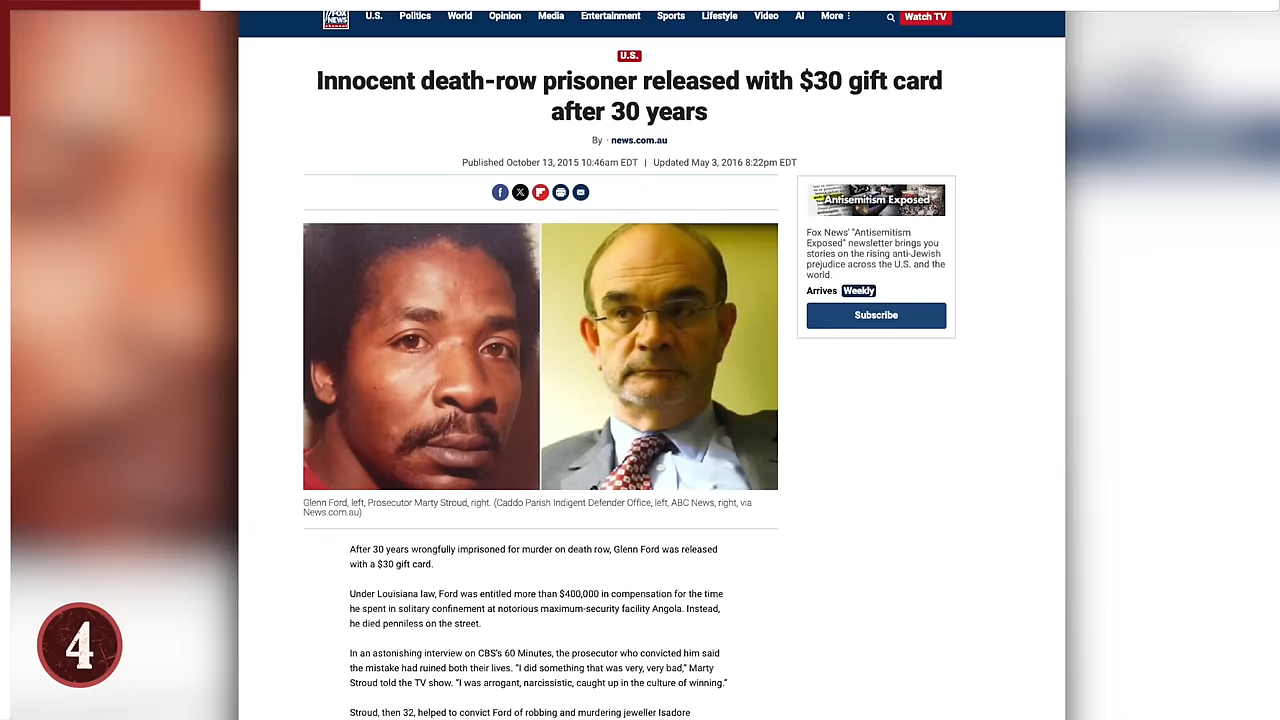 FOX
NEWS
channel
U.S. Politics World Opinion Media Entertainment Sports Lifestyle Video AI More Watch TV
U.S.
Innocent death-row prisoner released with $30 gift card
after 30 years
By · news.com.au
Published October 13, 2015 10:46am EDT | Updated May 3, 2016 8:22pm EDT
Antisemitism Exposed
Fox News' "Antisemitism
Exposed" newsletter brings you
stories on the rising anti-Jewish
prejudice across the U.S. and the
world.
Arrives Weekly
Subscribe
Glenn Ford, left, Prosecutor Marty Stroud, right. (Caddo Parish Indigent Defender Office, left, ABC News, right, via
News.com.au)
After 30 years wrongfully imprisoned for murder on death row, Glenn Ford was released
with a $30 gift card.
Under Louisiana law, Ford was entitled more than $400,000 in compensation for the time
he spent in solitary confinement at notorious maximum-security facility Angola. Instead,
he died penniless on the street.
In an astonishing interview on CBS's 60 Minutes, the prosecutor who convicted him said
the mistake had ruined both their lives. "I did something that was very, very bad," Marty
Stroud told the TV show. "I was arrogant, narcissistic, caught up in the culture of winning."
Stroud, then 32, helped to convict Ford of robbing and murdering jeweller Isadore
4